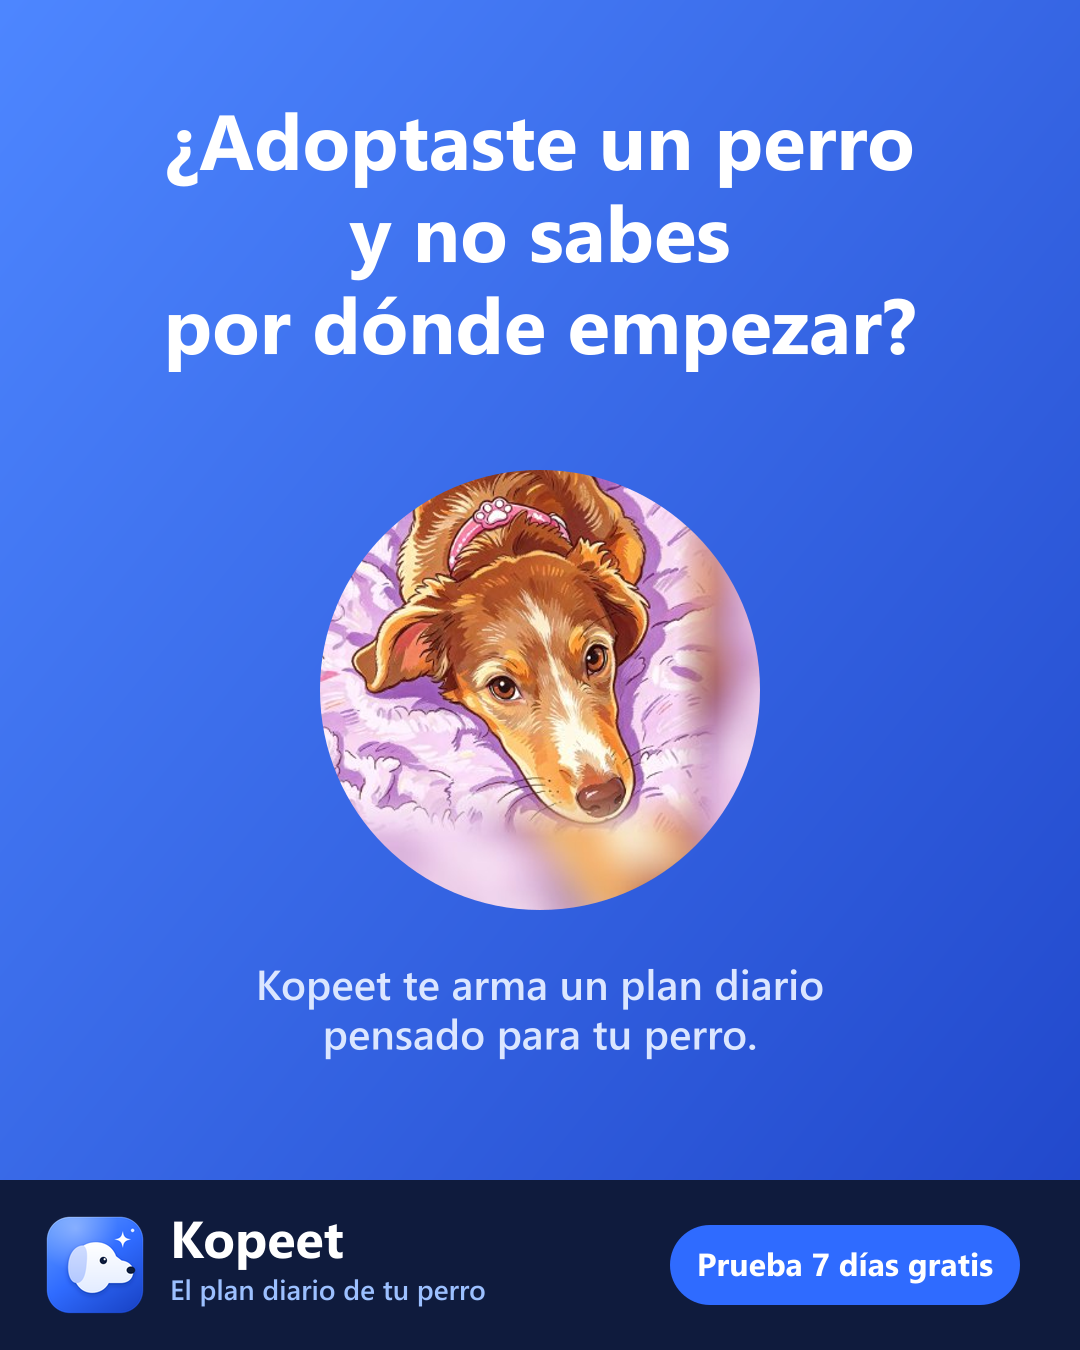 ¿Adoptaste un perro
y no sabes
por dónde empezar?
Kopeet te arma un plan diario
pensado para tu perro.
Kopeet
El plan diario de tu perro
Prueba 7 días gratis